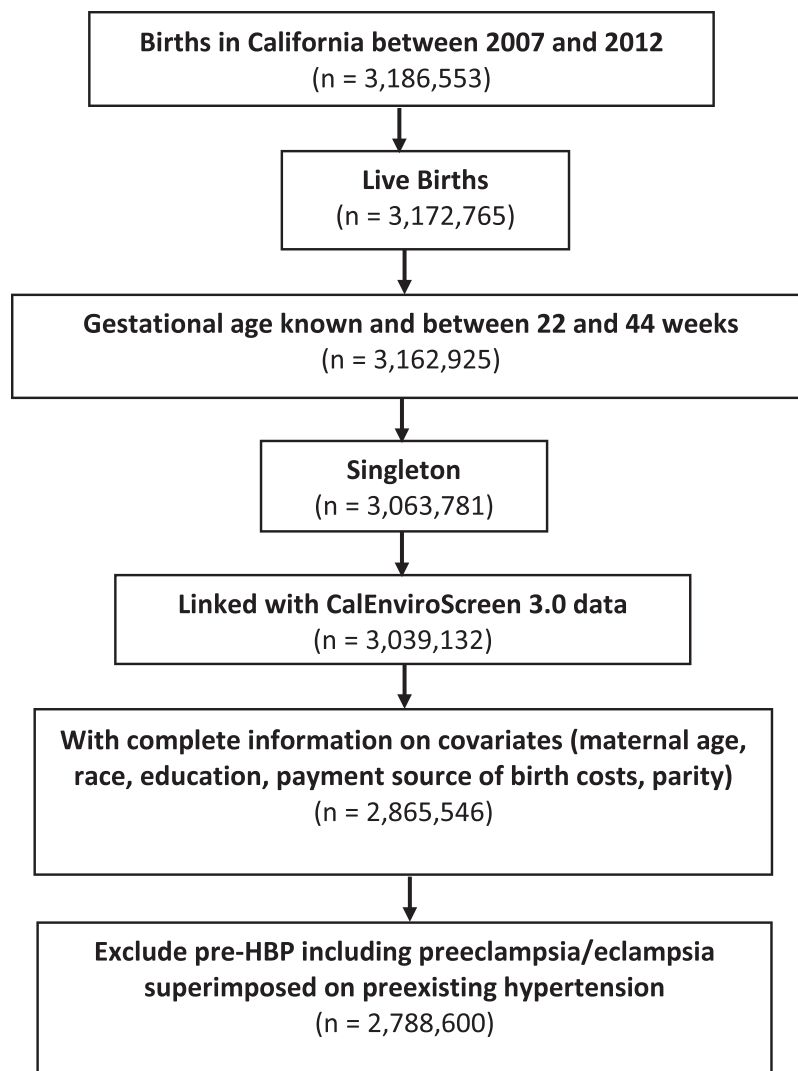 Births in California between 2007 and 2012
(n = 3,186,553)
Live Births
(n = 3,172,765)
Gestational age known and between 22 and 44 weeks
(n = 3,162,925)
Singleton
(n = 3,063,781)
Linked with CalEnviroScreen 3.0 data
(n = 3,039,132)
With complete information on covariates (maternal age,
race, education, payment source of birth costs, parity)
(n = 2,865,546)
Exclude pre-HBP including preeclampsia/eclampsia
superimposed on preexisting hypertension
(n = 2,788,600)